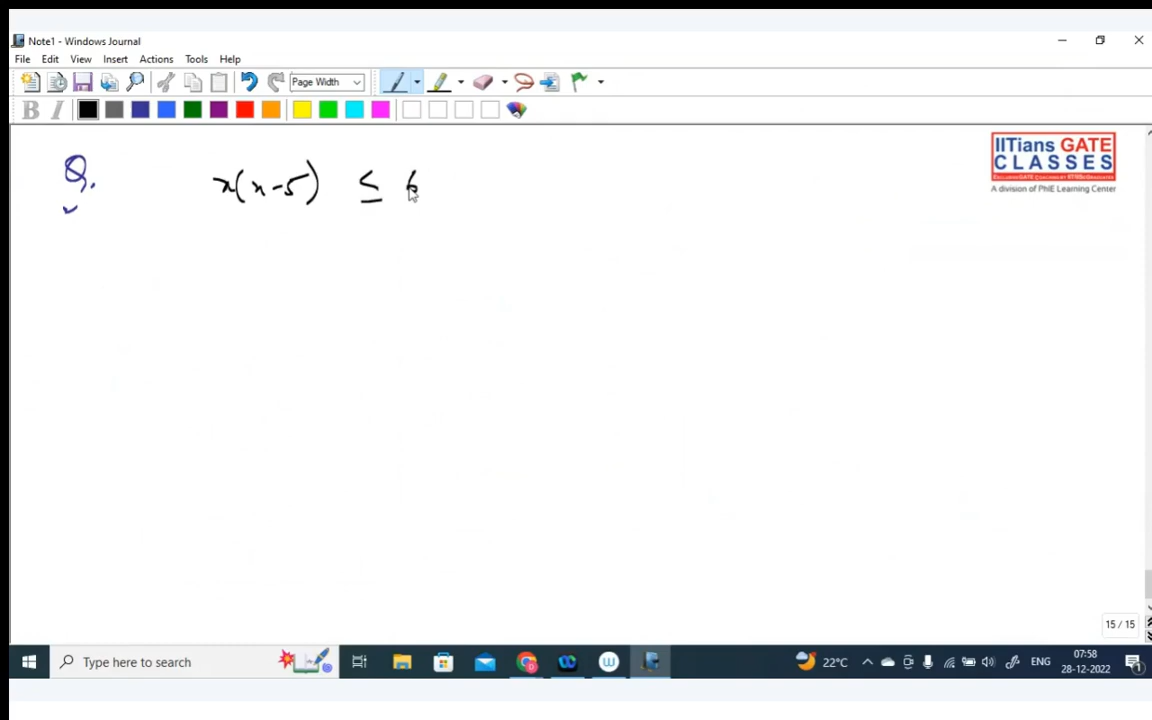 Note1 - Windows Journal
File Edit View Insert Actions Tools Help
Page Width
B I
IITians GATE
CLASSES
A division of PhIE Learning Center
Q. x(x-5) ≤ 6
15 / 15
Type here to search
22°C ENG 07:58
28-12-2022
1